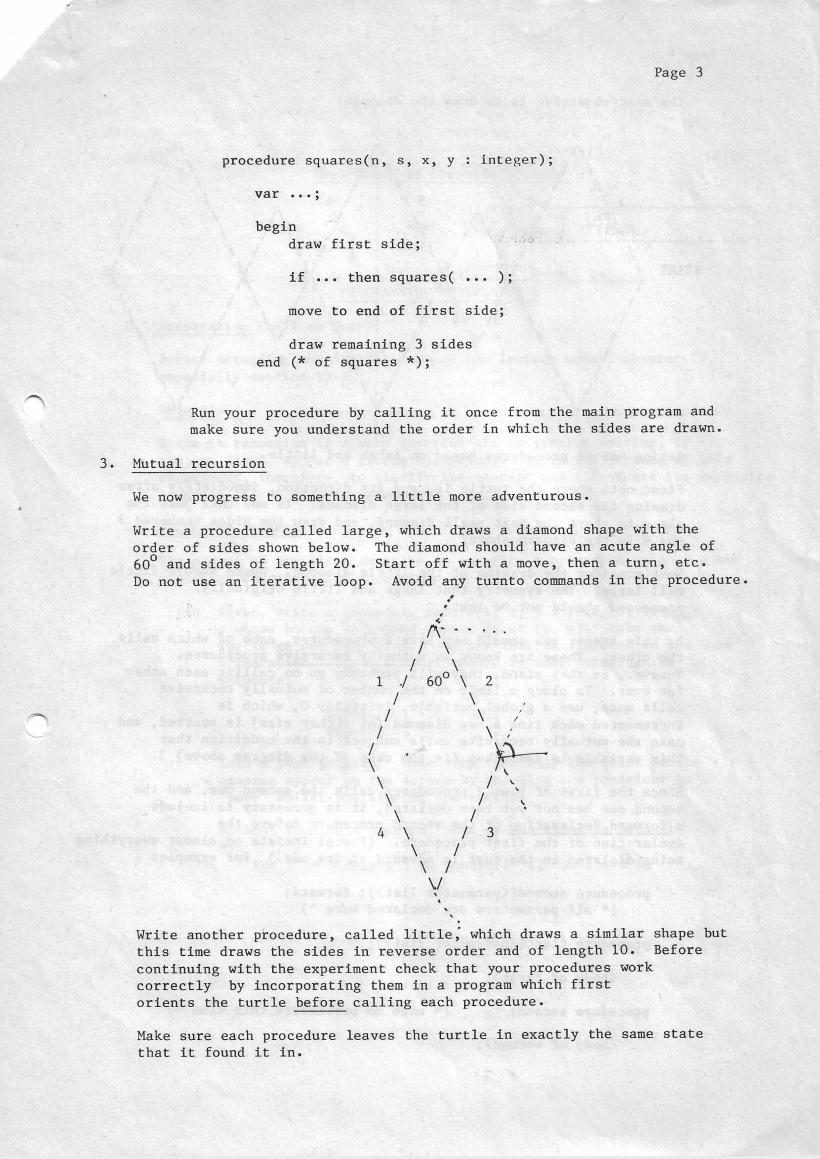 Page 3
procedure squares(n, s, x, y : integer);
var ...;
begin
draw first side;
if ... then squares( ... );
move to end of first side;
draw remaining 3 sides
end (* of squares *);
Run your procedure by calling it once from the main program and
make sure you understand the order in which the sides are drawn.
3. Mutual recursion
We now progress to something a little more adventurous.
Write a procedure called large, which draws a diamond shape with the
order of sides shown below. The diamond should have an acute angle of
60° and sides of length 20. Start off with a move, then a turn, etc.
Do not use an iterative loop. Avoid any turnto commands in the procedure.
1 60° 2
4 3
Write another procedure, called little, which draws a similar shape but
this time draws the sides in reverse order and of length 10. Before
continuing with the experiment check that your procedures work
correctly by incorporating them in a program which first
orients the turtle before calling each procedure.
Make sure each procedure leaves the turtle in exactly the same state
that it found it in.